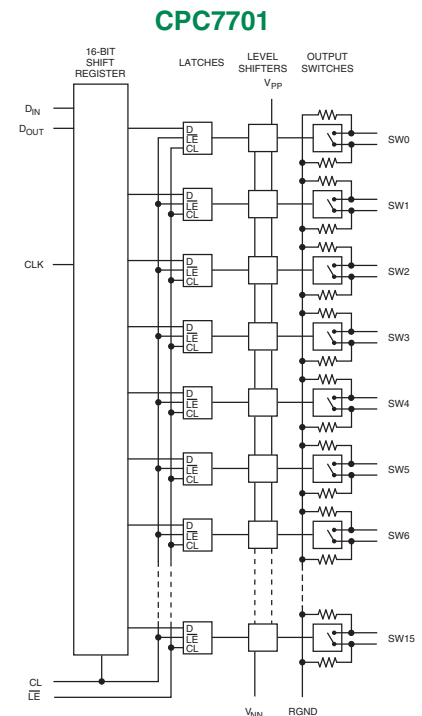 CPC7701
16-BIT
SHIFT
REGISTER
LATCHES
LEVEL
SHIFTERS
OUTPUT
SWITCHES
VPP
DIN
DOUT
CLK
D
LE
CL
SW0
D
LE
CL
SW1
D
LE
CL
SW2
D
LE
CL
SW3
D
LE
CL
SW4
D
LE
CL
SW5
D
LE
CL
SW6
D
LE
CL
SW15
CL
LE
VNN
RGND